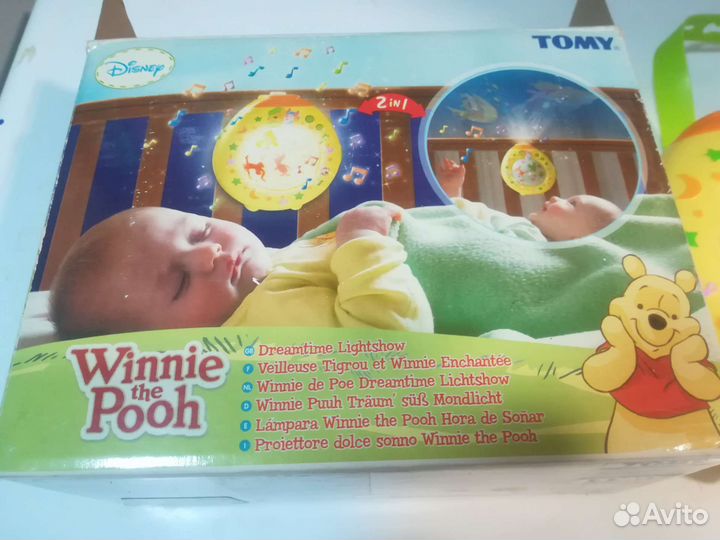 Disney
TOMY
2 in 1
Winnie
the
Pooh
GB Dreamtime Lightshow
F Veilleuse Tigrou et Winnie Enchantée
NL Winnie de Poe Dreamtime Lichtshow
D Winnie Puuh Träum' süß Mondlicht
E Lámpara Winnie the Pooh Hora de Soñar
I Proiettore dolce sonno Winnie the Pooh
Avito